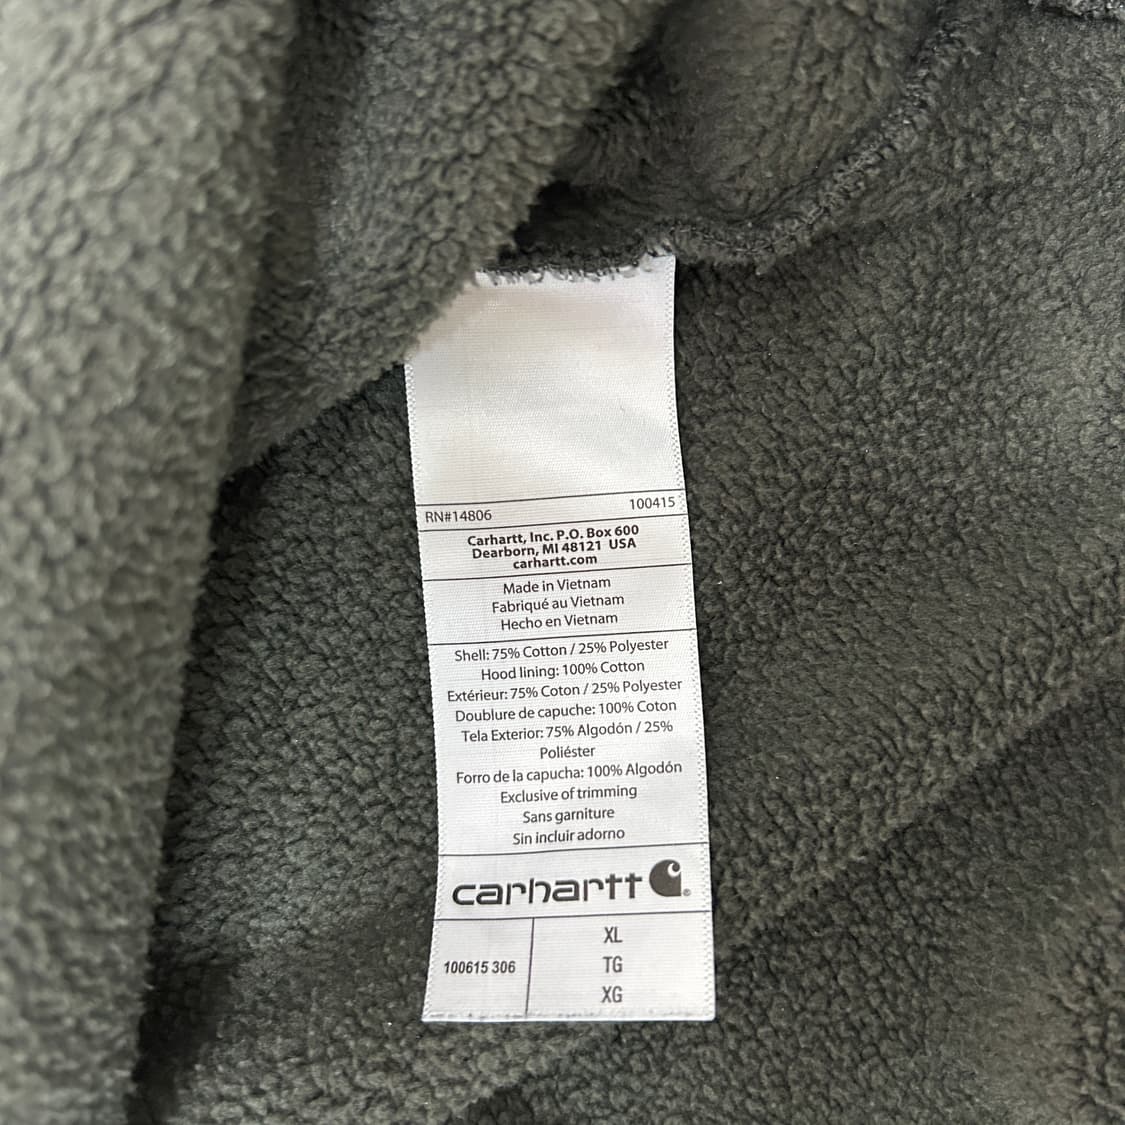 RN#14806 100415
Carhartt, Inc. P.O. Box 600
Dearborn, MI 48121 USA
carhartt.com
Made in Vietnam
Fabriqué au Vietnam
Hecho en Vietnam
Shell: 75% Cotton / 25% Polyester
Hood lining: 100% Cotton
Extérieur: 75% Coton / 25% Polyester
Doublure de capuche: 100% Coton
Tela Exterior: 75% Algodón / 25%
Poliéster
Forro de la capucha: 100% Algodón
Exclusive of trimming
Sans garniture
Sin incluir adorno
carhartt ®
XL
100615 306 TG
XG